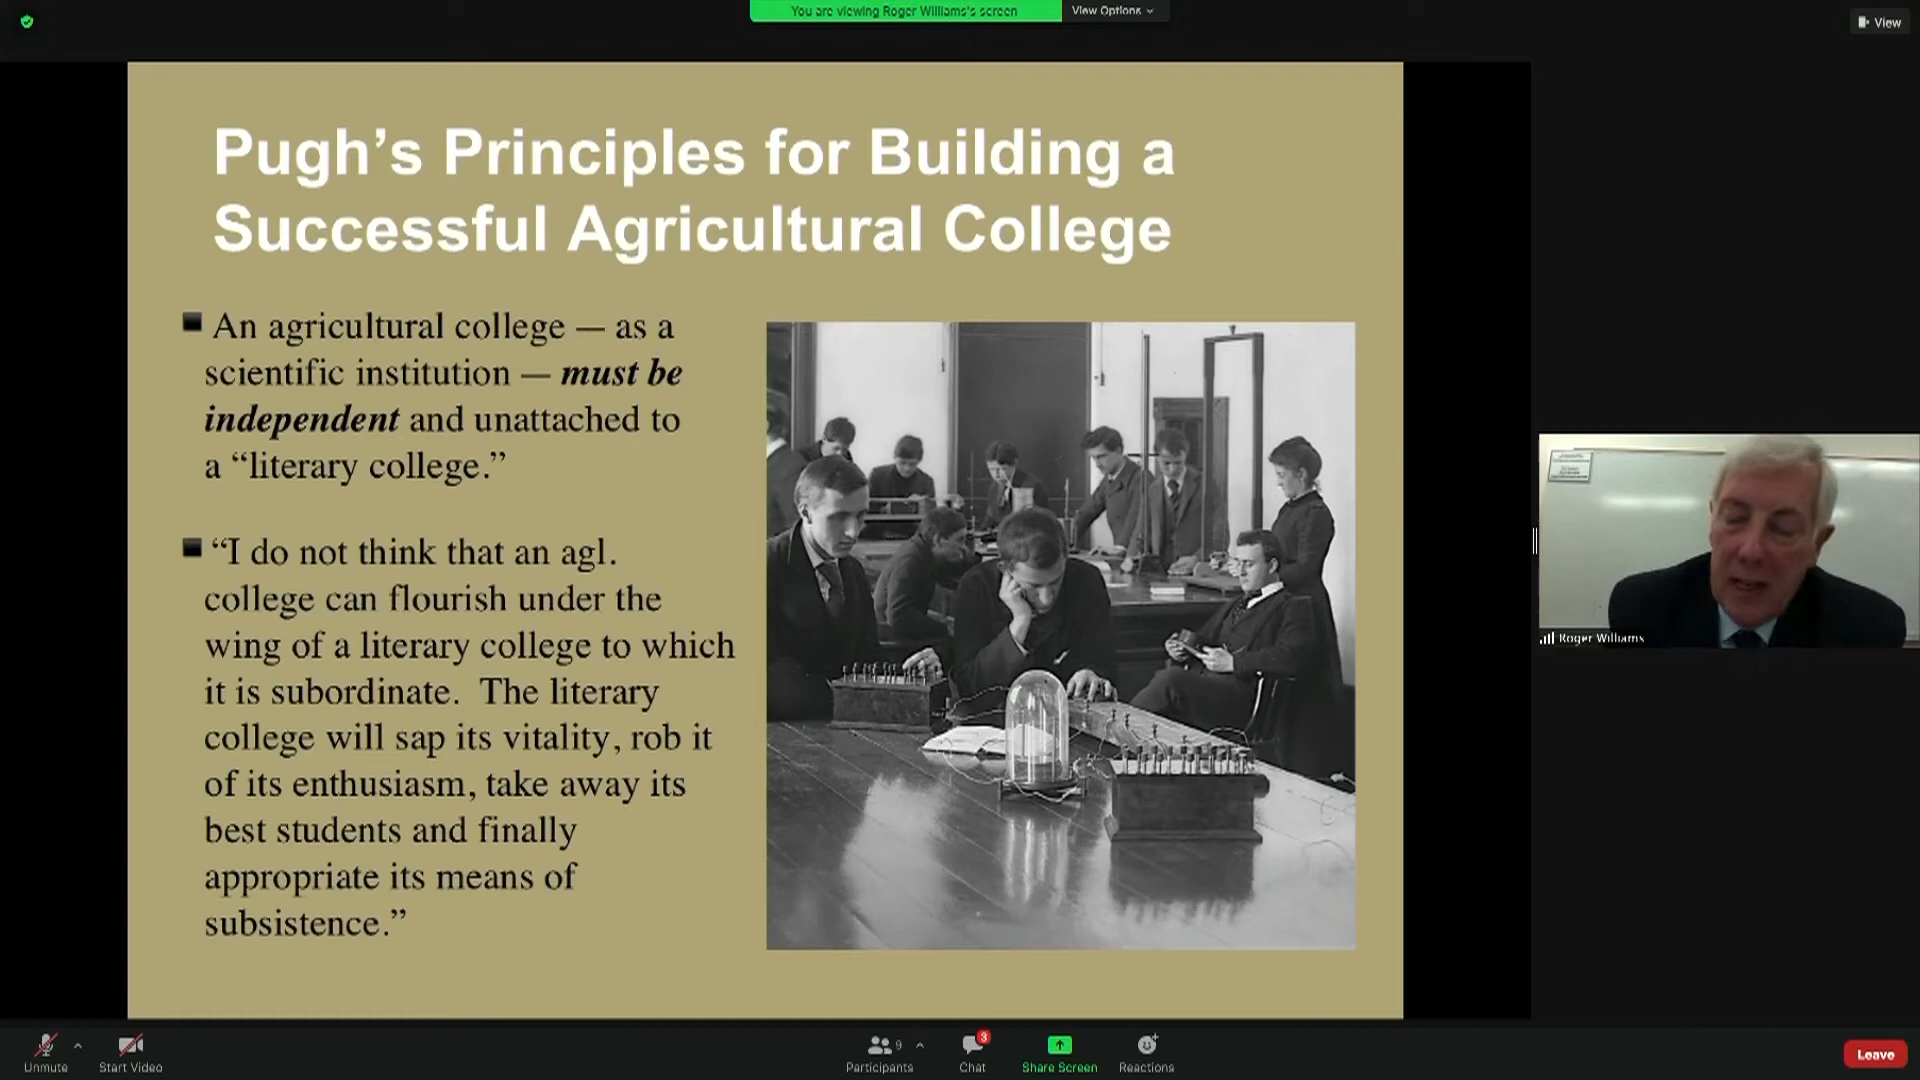 You are viewing Roger Williams's screen
View Options
View
Pugh’s Principles for Building a
Successful Agricultural College
An agricultural college — as a
scientific institution — must be
independent and unattached to
a “literary college.”
“I do not think that an agl.
college can flourish under the
wing of a literary college to which
it is subordinate. The literary
college will sap its vitality, rob it
of its enthusiasm, take away its
best students and finally
appropriate its means of
subsistence.”
Roger Williams
Unmute
Start Video
9
Participants
3
Chat
Share Screen
Reactions
Leave